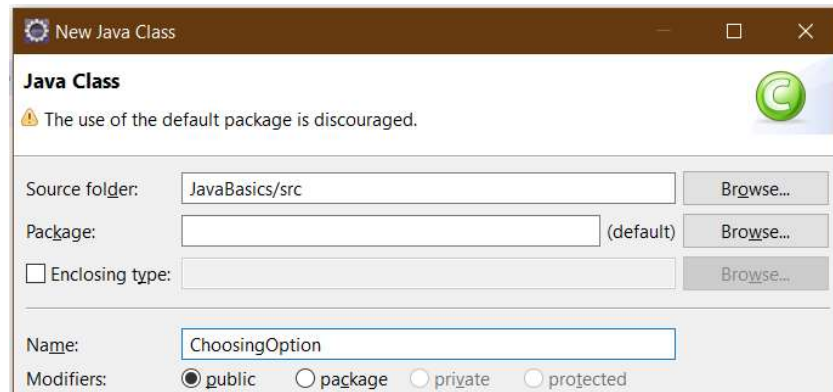 New Java Class
Java Class
The use of the default package is discouraged.
Source folder: JavaBasics/src Browse...
Package: (default) Browse...
Enclosing type: Browse...
Name: ChoosingOption
Modifiers: public package private protected